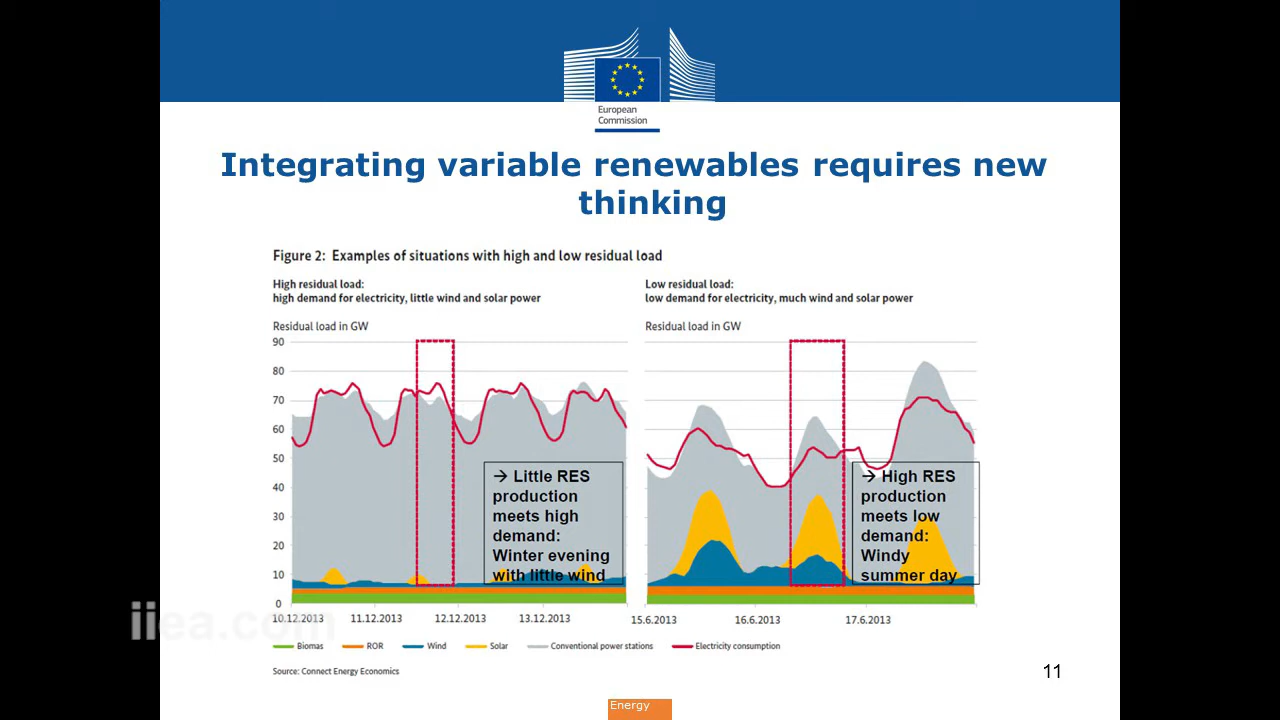 European
Commission
Integrating variable renewables requires new
thinking
Figure 2: Examples of situations with high and low residual load
High residual load:
high demand for electricity, little wind and solar power
Residual load in GW
90
80
70
60
50
40
30
20
10
0
10.12.2013 11.12.2013 12.12.2013 13.12.2013
→ Little RES
production
meets high
demand:
Winter evening
with little wind
Low residual load:
low demand for electricity, much wind and solar power
Residual load in GW
15.6.2013 16.6.2013 17.6.2013
→ High RES
production
meets low
demand:
Windy
summer day
Biomas ROR Wind Solar Conventional power stations Electricity consumption
Source: Connect Energy Economics
iiea.com
11
Energy